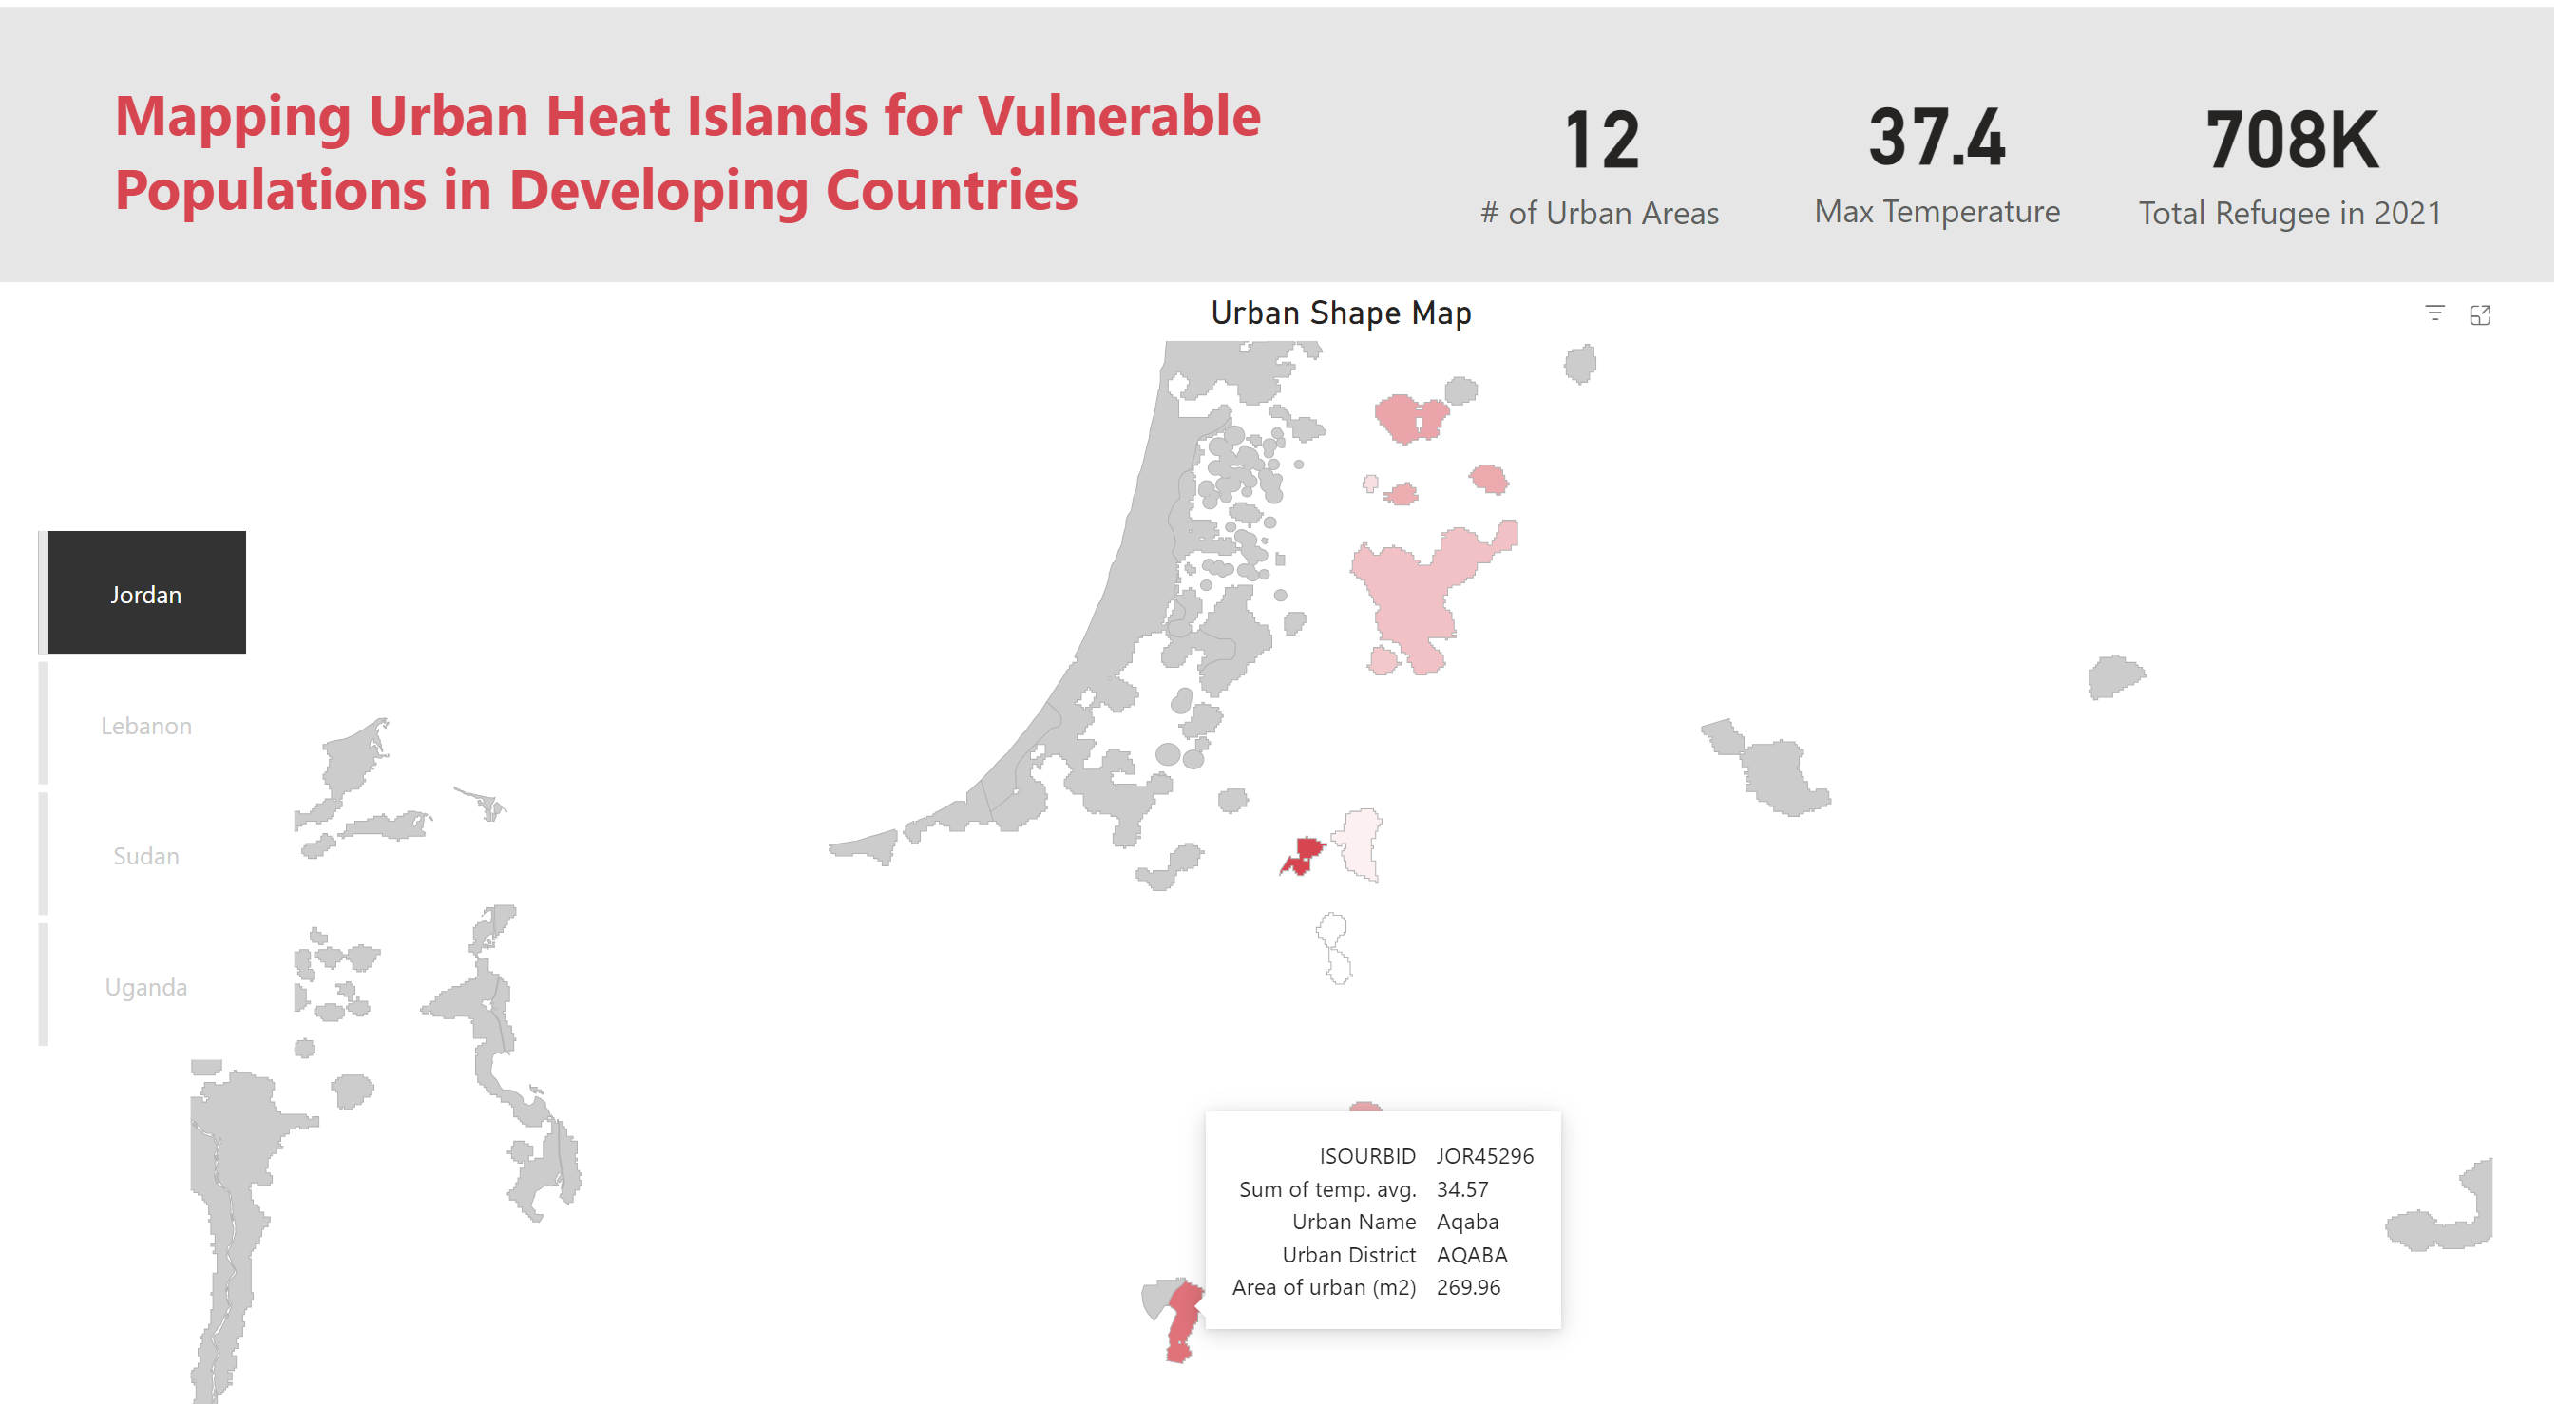 Mapping Urban Heat Islands for Vulnerable
Populations in Developing Countries
12
# of Urban Areas
37.4
Max Temperature
708K
Total Refugee in 2021
Urban Shape Map
Jordan
Lebanon
Sudan
Uganda
ISOURBID JOR45296
Sum of temp. avg. 34.57
Urban Name Aqaba
Urban District AQABA
Area of urban (m2) 269.96